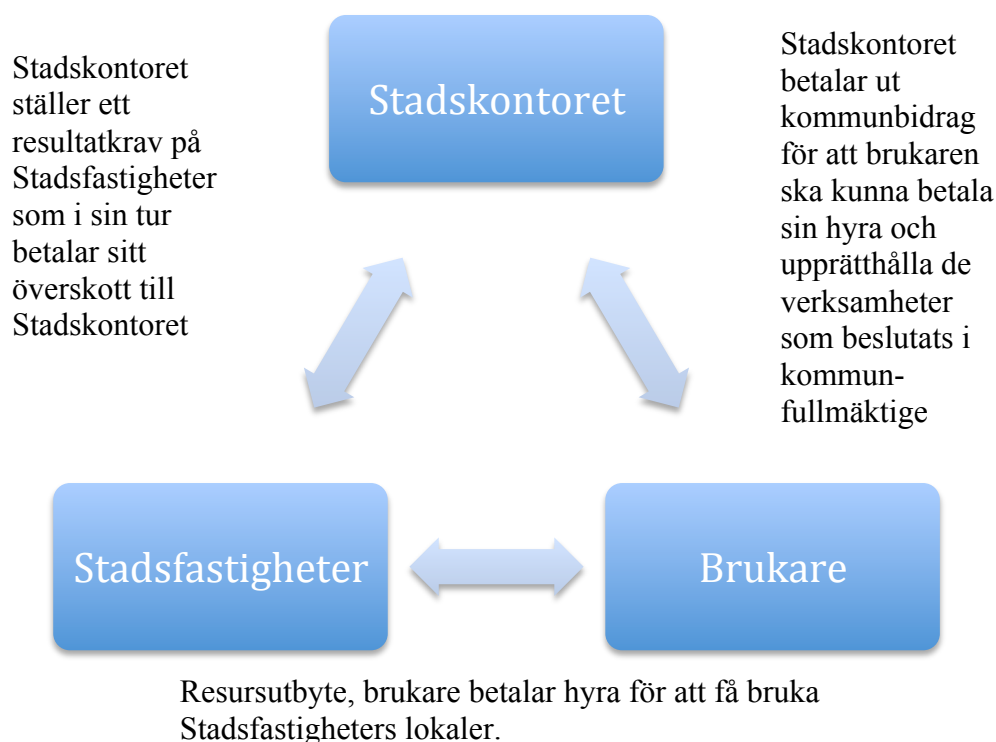 Stadskontoret
ställer ett
resultatkrav på
Stadsfastigheter
som i sin tur
betalar sitt
överskott till
Stadskontoret
Stadskontoret
Stadskontoret
betalar ut
kommunbidrag
för att brukaren
ska kunna betala
sin hyra och
upprätthålla de
verksamheter
som beslutats i
kommun-
fullmäktige
Stadsfastigheter
Brukare
Resursutbyte, brukare betalar hyra för att få bruka
Stadsfastigheters lokaler.